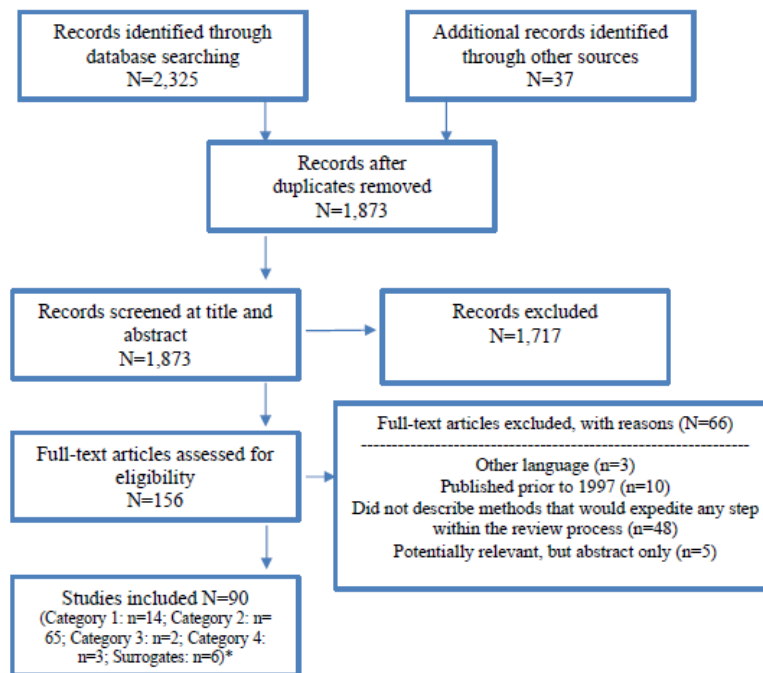 Records identified through
database searching
N=2,325
Additional records identified
through other sources
N=37
Records after
duplicates removed
N=1,873
Records screened at title and
abstract
N=1,873
Records excluded
N=1,717
Full-text articles assessed for
eligibility
N=156
Full-text articles excluded, with reasons (N=66)
----------------------------------------------------------------
Other language (n=3)
Published prior to 1997 (n=10)
Did not describe methods that would expedite any step
within the review process (n=48)
Potentially relevant, but abstract only (n=5)
Studies included N=90
(Category 1: n=14; Category 2: n=
65; Category 3: n=2; Category 4:
n=3; Surrogates: n=6)*